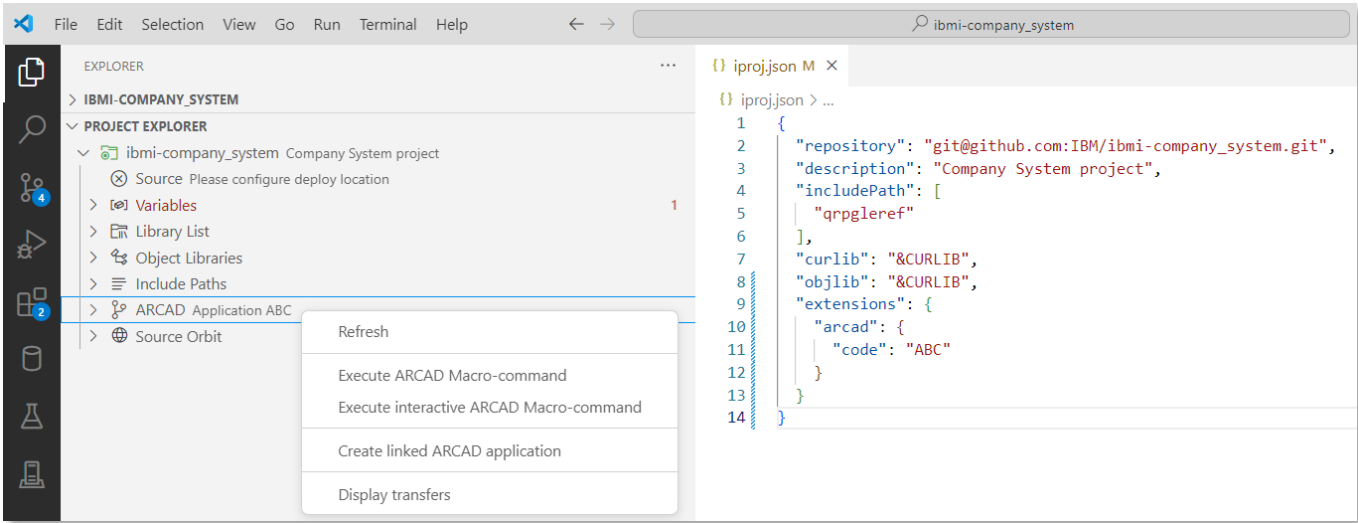 File Edit Selection View Go Run Terminal Help ibmi-company_system
EXPLORER ...
IBMI-COMPANY_SYSTEM
PROJECT EXPLORER
ibmi-company_system Company System project
Source Please configure deploy location
Variables 1
Library List
Object Libraries
Include Paths
ARCAD Application ABC
Source Orbit
4
2
Refresh
Execute ARCAD Macro-command
Execute interactive ARCAD Macro-command
Create linked ARCAD application
Display transfers
{} iproj.json M ×
{} iproj.json > ...
1 {
2 "repository": "git@github.com:IBM/ibmi-company_system.git",
3 "description": "Company System project",
4 "includePath": [
5 "qrpgleref"
6 ],
7 "curlib": "&CURLIB",
8 "objlib": "&CURLIB",
9 "extensions": {
10 "arcad": {
11 "code": "ABC"
12 }
13 }
14 }